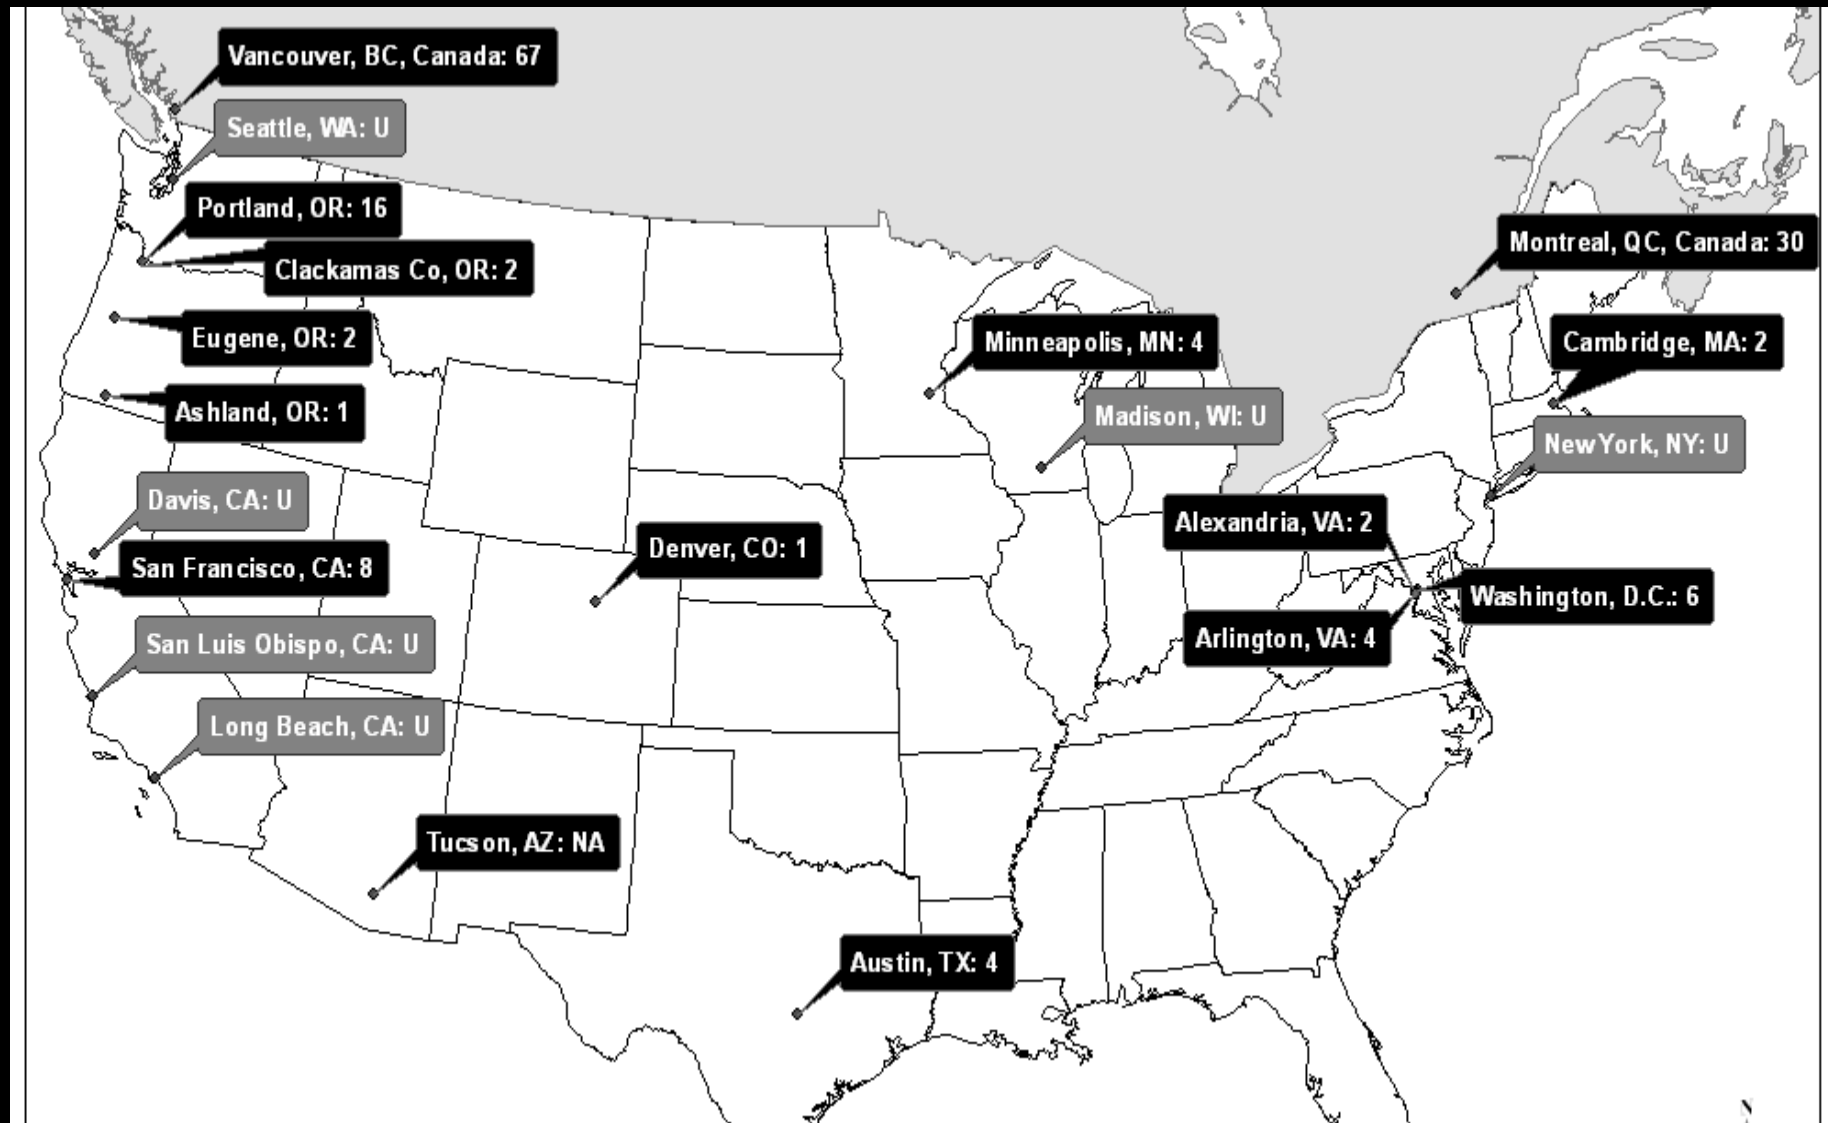 Vancouver, BC, Canada: 67
Seattle, WA: U
Portland, OR: 16
Montreal, QC, Canada: 30
Clackamas Co, OR: 2
Eugene, OR: 2
Minneapolis, MN: 4
Cambridge, MA: 2
Ashland, OR: 1
Madison, WI: U
New York, NY: U
Davis, CA: U
Alexandria, VA: 2
Denver, CO: 1
San Francisco, CA: 8
Washington, D.C.: 6
Arlington, VA: 4
San Luis Obispo, CA: U
Long Beach, CA: U
Tucson, AZ: NA
Austin, TX: 4
N